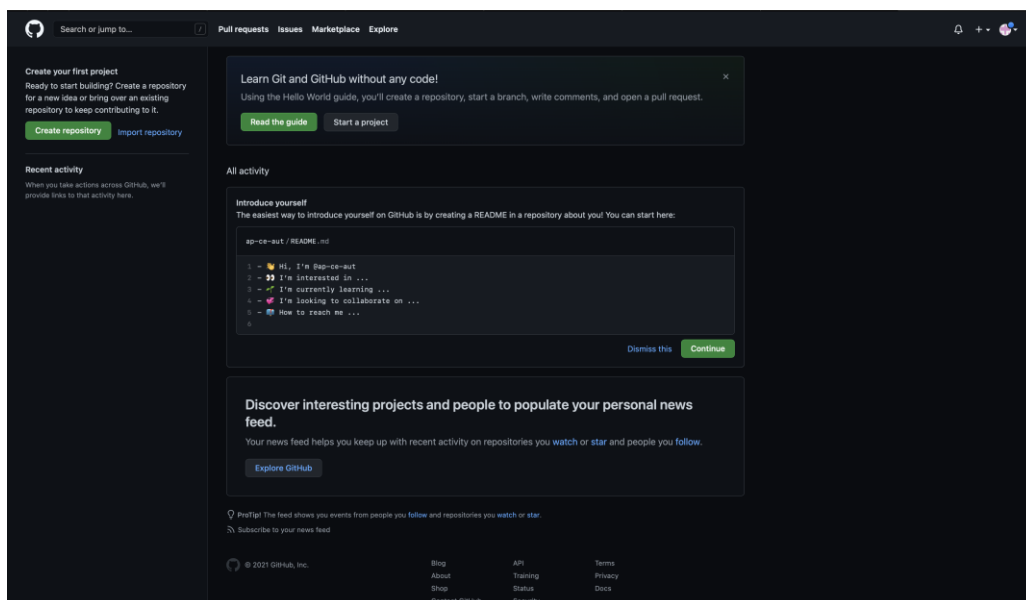 Search or jump to...
/
Pull requests Issues Marketplace Explore
Create your first project
Ready to start building? Create a repository
for a new idea or bring over an existing
repository to keep contributing to it.
Create repository Import repository
Recent activity
When you take actions across GitHub, we'll
provide links to that activity here.
Learn Git and GitHub without any code!
Using the Hello World guide, you'll create a repository, start a branch, write comments, and open a pull request.
Read the guide Start a project
All activity
Introduce yourself
The easiest way to introduce yourself on GitHub is by creating a README in a repository about you! You can start here:
ap-ce-aut / README.md
1 - 👋 Hi, I'm @ap-ce-aut
2 - 👀 I'm interested in ...
3 - 🌱 I'm currently learning ...
4 - 💞️ I'm looking to collaborate on ...
5 - 📫 How to reach me ...
6
Dismiss this Continue
Discover interesting projects and people to populate your personal news
feed.
Your news feed helps you keep up with recent activity on repositories you watch or star and people you follow.
Explore GitHub
ProTip! The feed shows you events from people you follow and repositories you watch or star.
Subscribe to your news feed
© 2021 GitHub, Inc.
Blog
About
Shop
Contact GitHub
API
Training
Status
Security
Terms
Privacy
Docs